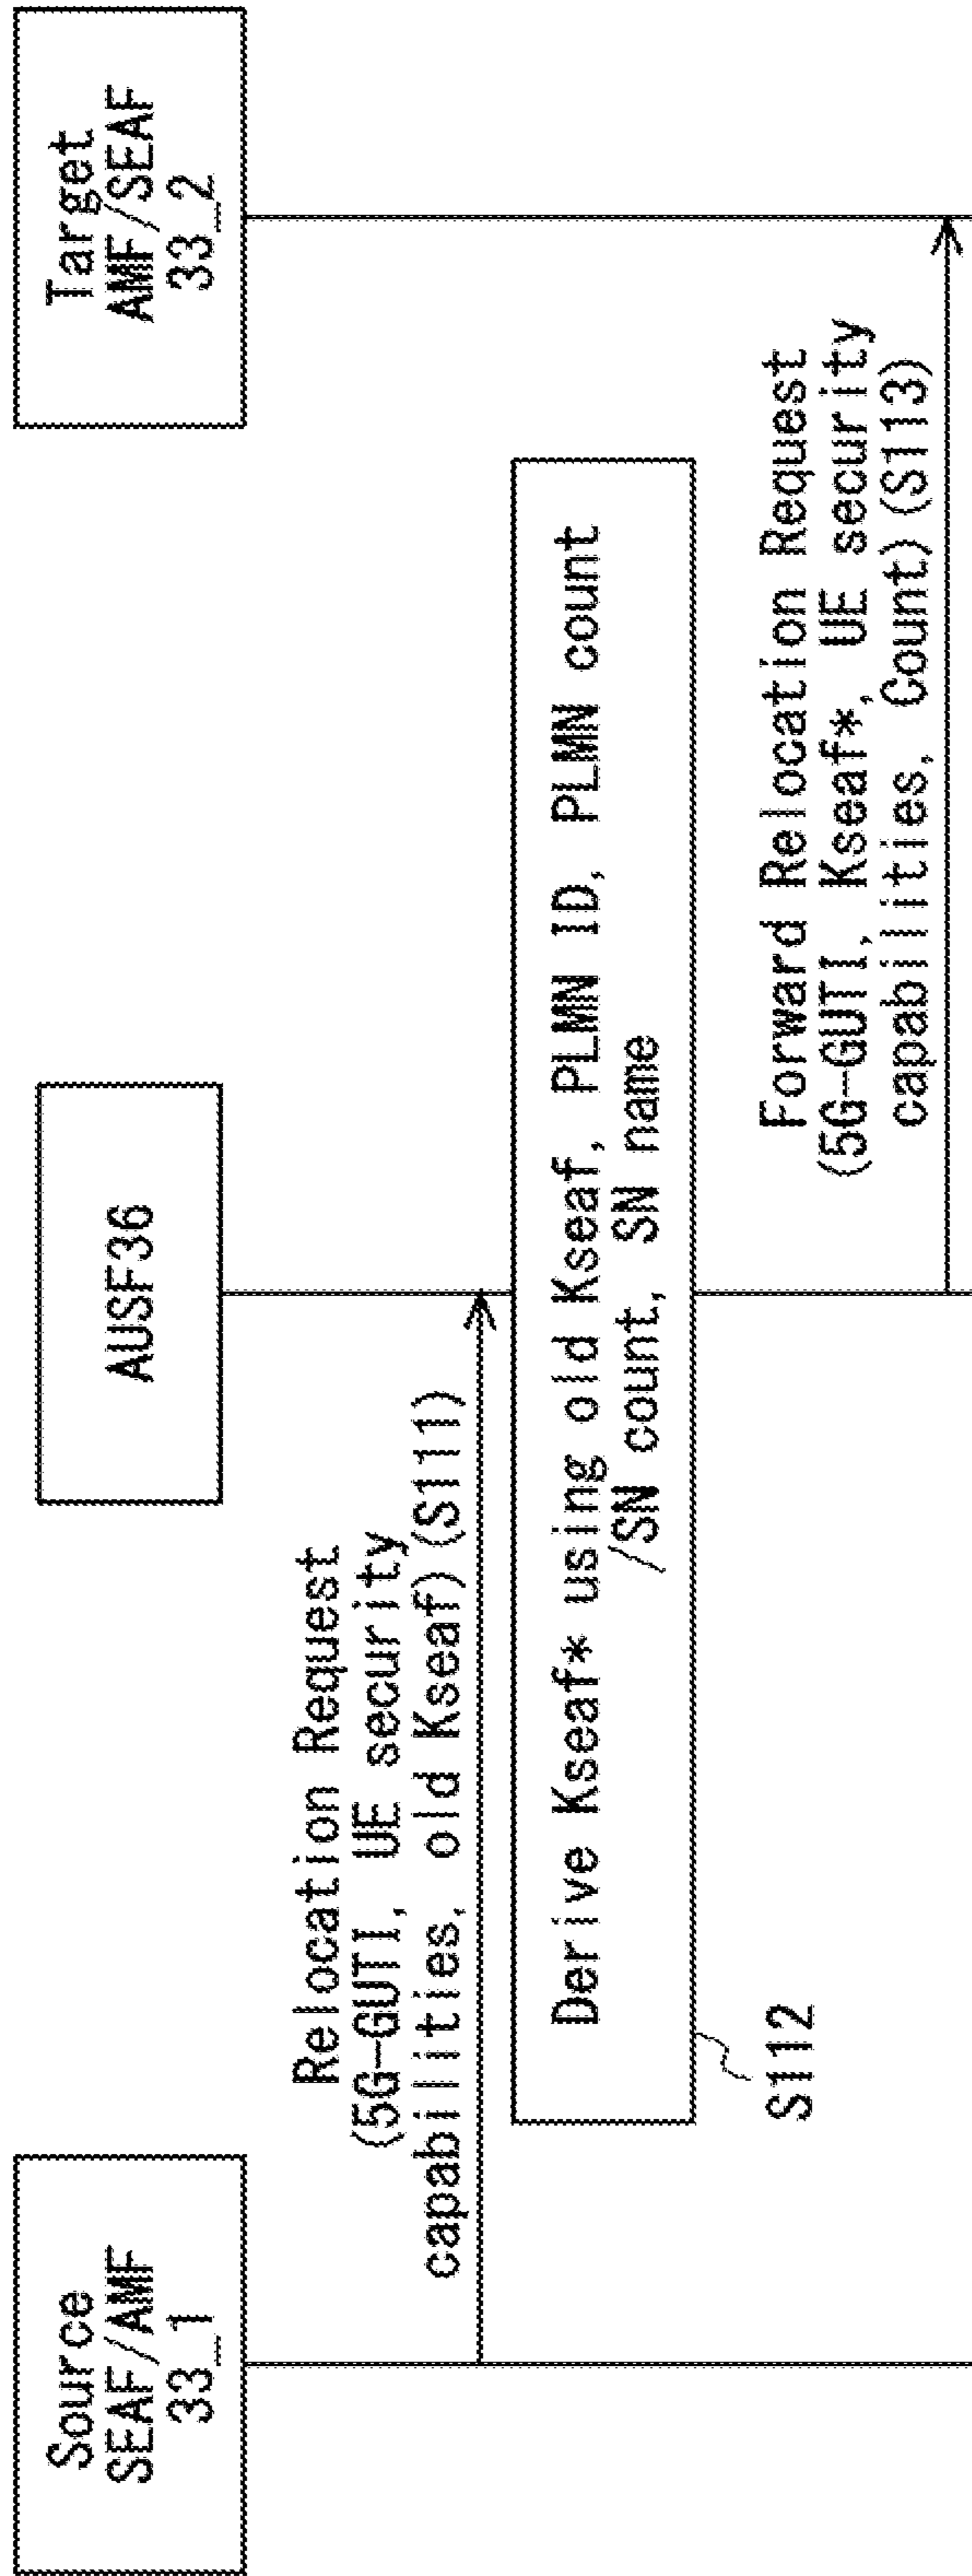 Source
SEAF/AMF
33_1
AUSF36
Target
AMF/SEAF
33_2
Relocation Request
(5G-GUTI, UE security
capabilities, old Kseaf) (S111)
Derive Kseaf* using old Kseaf, PLMN ID, PLMN count
/SN count, SN name
S112
Forward Relocation Request
(5G-GUTI, Kseaf*, UE security
capabilities, Count) (S113)